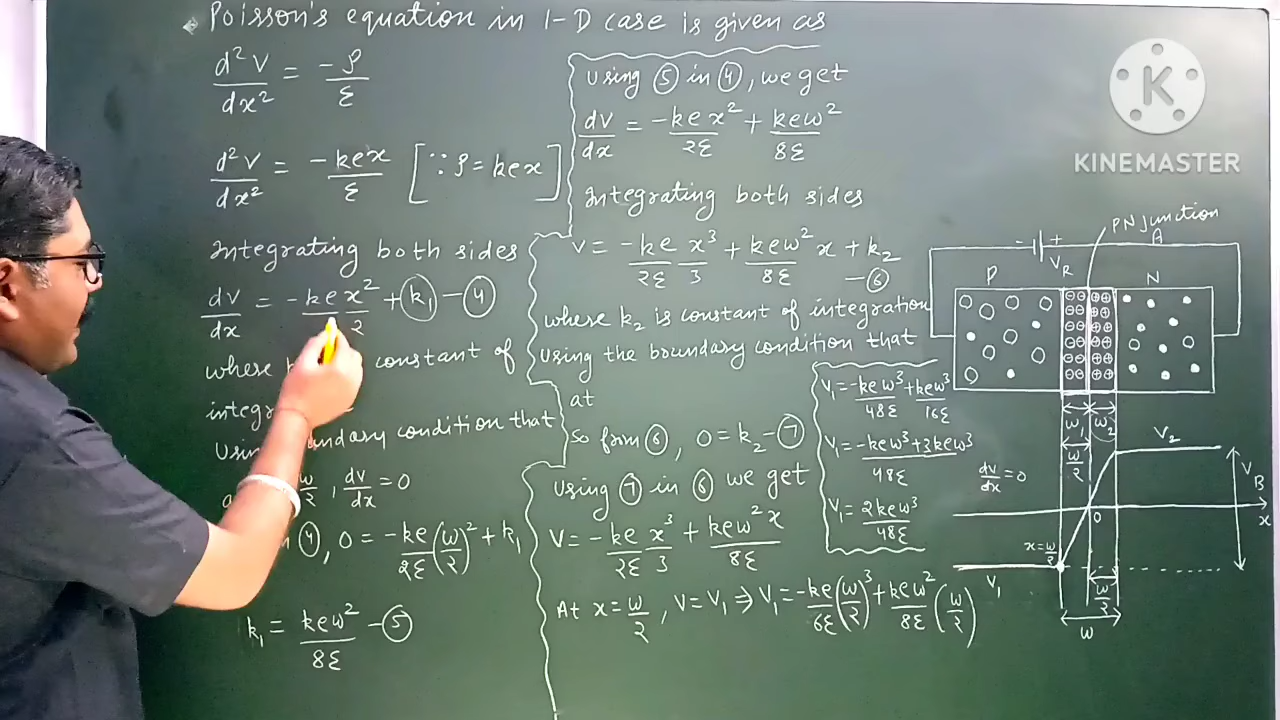 Poisson's equation in 1-D case is given as
d²V/dx² = -ρ/ε
d²V/dx² = -kex/ε [∵ ρ = kex]
Integrating both sides
dv/dx = -ke/ε x²/2 + k₁ - ④
where constant of
Using boundary condition that
w/2, dv/dx = 0
④, 0 = -ke/2ε (w/2)² + k₁
k₁ = kew²/8ε - ⑤
Using ⑤ in ④, we get
dv/dx = -kex²/2ε + kew²/8ε
Integrating both sides
V = -ke/2ε x³/3 + kew²/8ε x + k₂
- ⑥
where k₂ is constant of integration
Using the boundary condition that
at
So from ⑥, 0 = k₂ - ⑦
Using ⑦ in ⑥ we get
V = -ke/2ε x³/3 + kew²x/8ε
At x = w/2, V = V₁ ⇒ V₁ = -ke/6ε (w/2)³ + kew²/8ε (w/2)
V₁ = -kew³/48ε + kew³/16ε
V₁ = -kew³+3kew³/48ε
V₁ = 2kew³/48ε
KINEMASTER
PN junction
A
- +
V_R
P N
w₁ w₂
w/2
V₂
dv/dx = 0
V_B
0
x
x = w/2
V₁
w/2
w